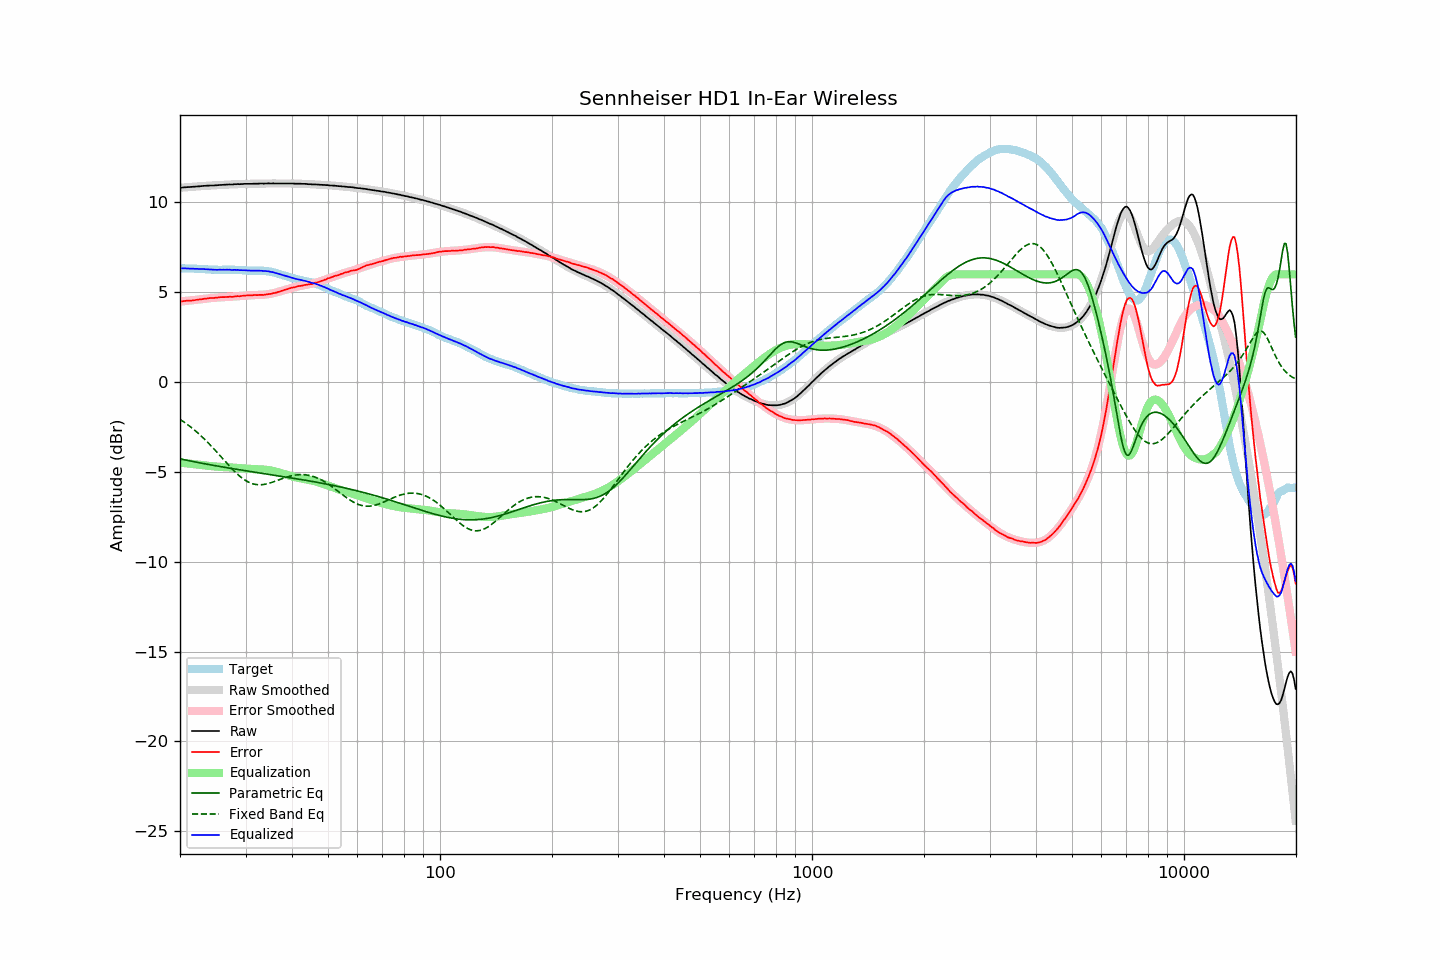 Sennheiser HD1 In-Ear Wireless
Amplitude (dBr)
10
5
0
−5
−10
−15
−20
−25
Target
Raw Smoothed
Error Smoothed
Raw
Error
Equalization
Parametric Eq
Fixed Band Eq
Equalized
100 1000 10000
Frequency (Hz)